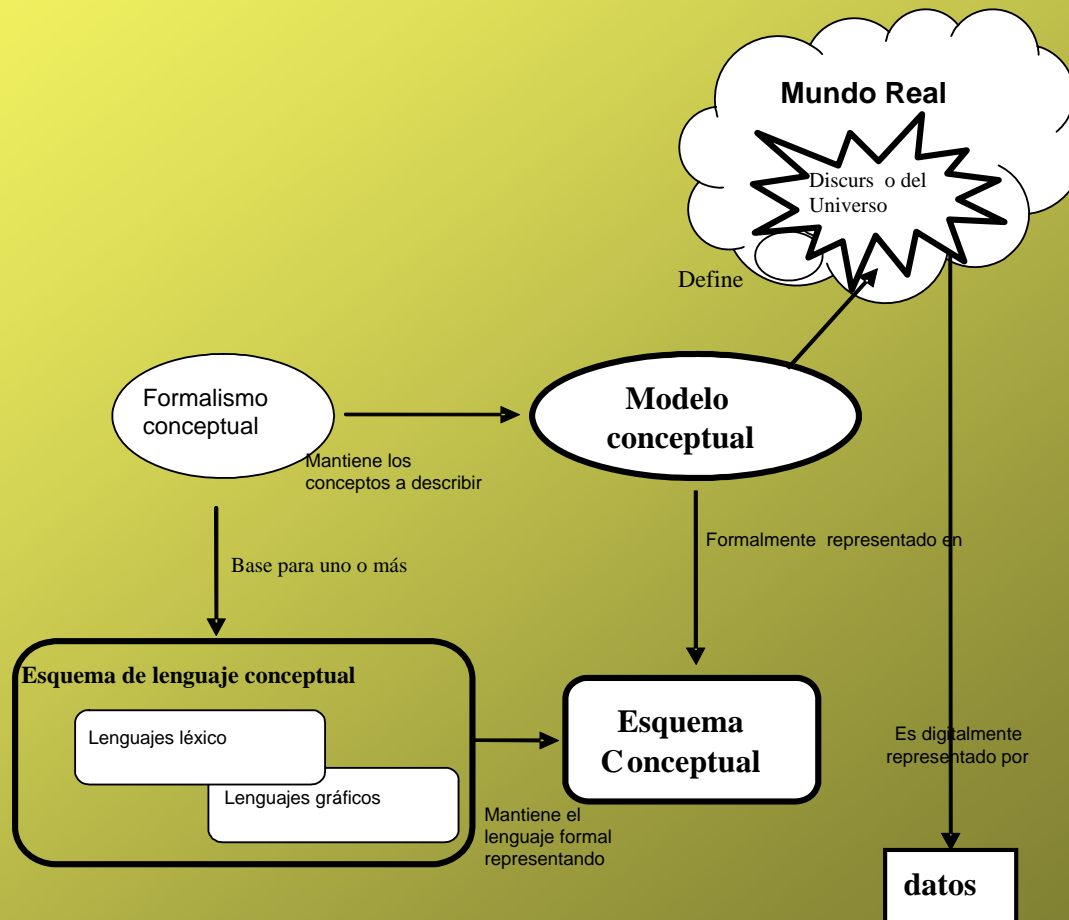 Mundo Real
Discurs o del
Universo
Define
Formalismo
conceptual
Modelo
conceptual
Mantiene los
conceptos a describir
Formalmente representado en
Base para uno o más
Esquema de lenguaje conceptual
Lenguajes léxico
Lenguajes gráficos
Esquema
Conceptual
Es digitalmente
representado por
Mantiene el
lenguaje formal
representando
datos